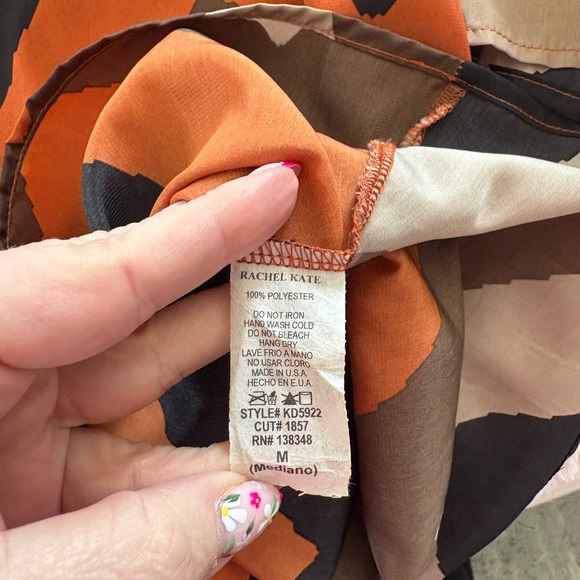 RACHEL KATE
100% POLYESTER
DO NOT IRON
HAND WASH COLD
DO NOT BLEACH
HANG DRY
LAVE FRIO A MANO
NO USAR CLORO
MADE IN U.S.A.
HECHO EN E.U.A.
STYLE# KD5922
CUT# 1857
RN# 138348
M
(Mediano)